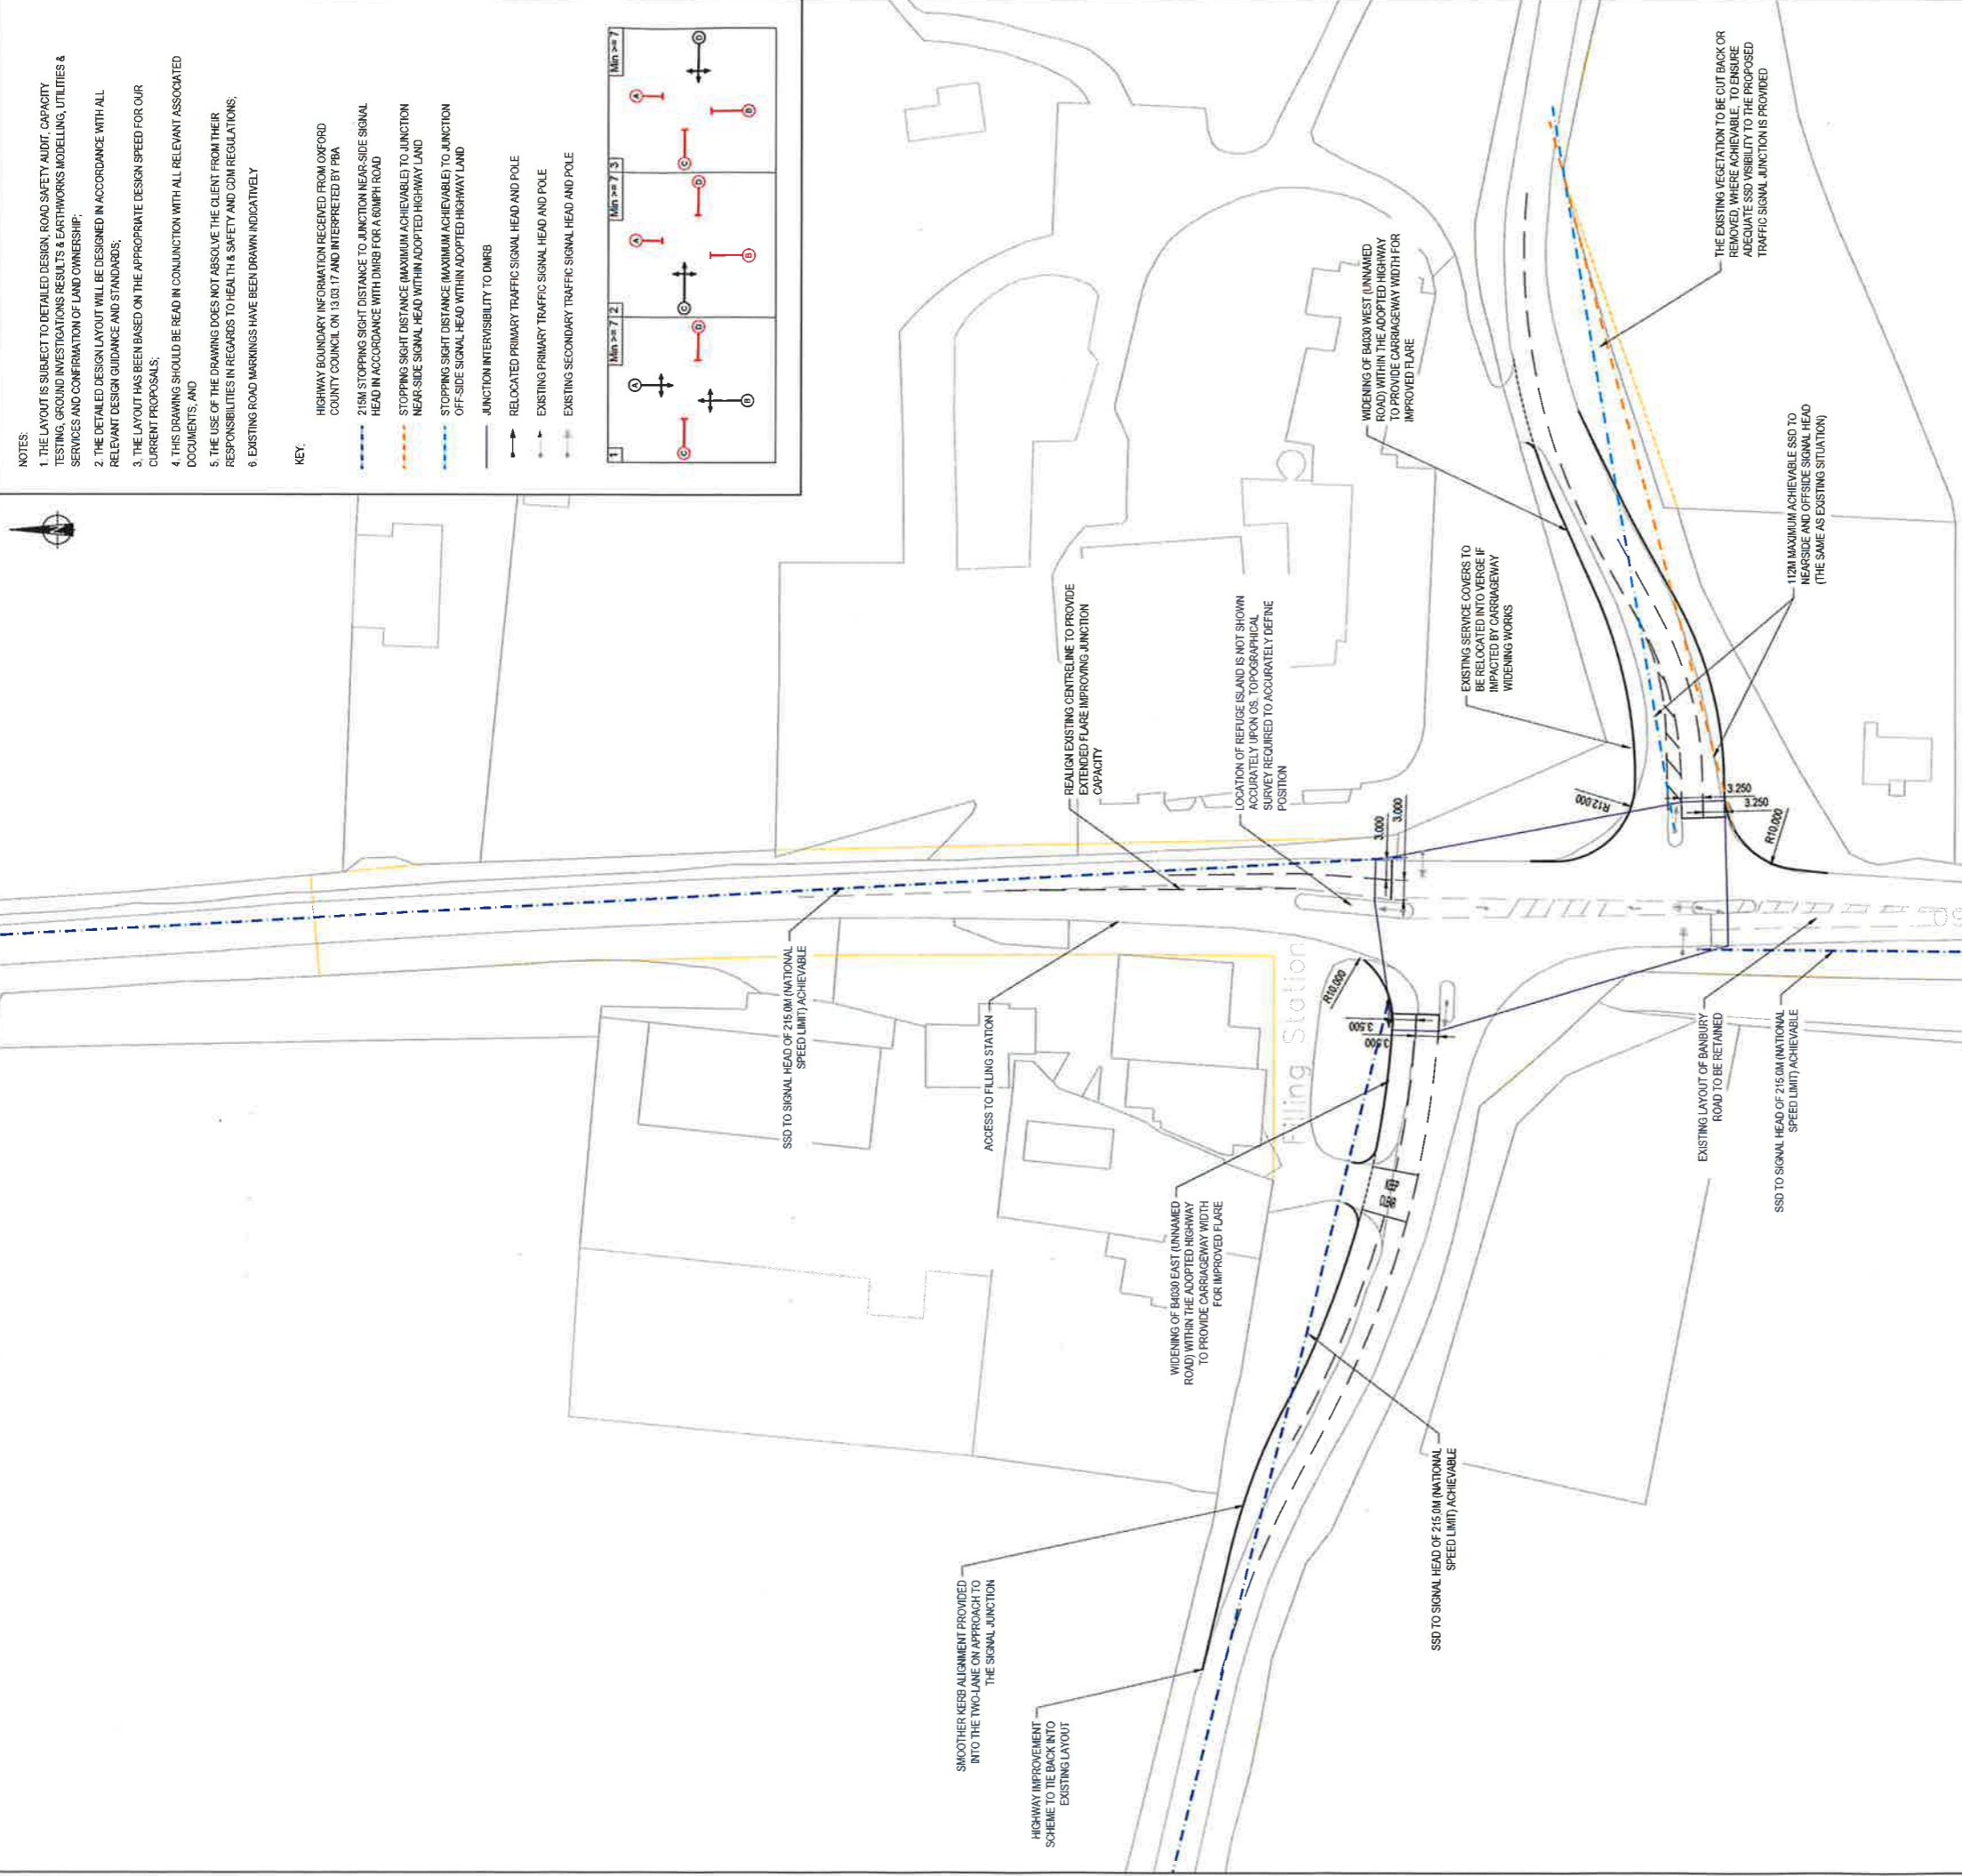 NOTES:
1. THE LAYOUT IS SUBJECT TO DETAILED DESIGN, ROAD SAFETY AUDIT, CAPACITY
TESTING, GROUND INVESTIGATIONS RESULTS & EARTHWORKS MODELLING, UTILITIES &
SERVICES AND CONFIRMATION OF LAND OWNERSHIP;
2. THE DETAILED DESIGN LAYOUT WILL BE DESIGNED IN ACCORDANCE WITH ALL
RELEVANT DESIGN GUIDANCE AND STANDARDS;
3. THE LAYOUT HAS BEEN BASED ON THE APPROPRIATE DESIGN SPEED FOR OUR
CURRENT PROPOSALS;
4. THIS DRAWING SHOULD BE READ IN CONJUNCTION WITH ALL RELEVANT ASSOCIATED
DOCUMENTS; AND
5. THE USE OF THE DRAWING DOES NOT ABSOLVE THE CLIENT FROM THEIR
RESPONSIBILITIES IN REGARDS TO HEALTH & SAFETY AND CDM REGULATIONS;
6. EXISTING ROAD MARKINGS HAVE BEEN DRAWN INDICATIVELY
KEY:
HIGHWAY BOUNDARY INFORMATION RECEIVED FROM OXFORD
COUNTY COUNCIL ON 13.03.17 AND INTERPRETED BY PBA
215M STOPPING SIGHT DISTANCE TO JUNCTION NEAR-SIDE SIGNAL
HEAD IN ACCORDANCE WITH DMRB FOR A 60MPH ROAD
STOPPING SIGHT DISTANCE (MAXIMUM ACHIEVABLE) TO JUNCTION
NEAR-SIDE SIGNAL HEAD WITHIN ADOPTED HIGHWAY LAND
STOPPING SIGHT DISTANCE (MAXIMUM ACHIEVABLE) TO JUNCTION
OFF-SIDE SIGNAL HEAD WITHIN ADOPTED HIGHWAY LAND
JUNCTION INTERVISIBILITY TO DMRB
RELOCATED PRIMARY TRAFFIC SIGNAL HEAD AND POLE
EXISTING PRIMARY TRAFFIC SIGNAL HEAD AND POLE
EXISTING SECONDARY TRAFFIC SIGNAL HEAD AND POLE
1 Min >= 7 2 Min >= 7 3 Min >= 7
A A A
C D C D C D
B B B
SSD TO SIGNAL HEAD OF 215.0M (NATIONAL
SPEED LIMIT) ACHIEVABLE
REALIGN EXISTING CENTRELINE TO PROVIDE
EXTENDED FLARE IMPROVING JUNCTION
CAPACITY
ACCESS TO FILLING STATION
SMOOTHER KERB ALIGNMENT PROVIDED
INTO THE TWO-LANE ON APPROACH TO
THE SIGNAL JUNCTION
HIGHWAY IMPROVEMENT
SCHEME TO TIE BACK INTO
EXISTING LAYOUT
WIDENING OF B4030 EAST (UNNAMED
ROAD) WITHIN THE ADOPTED HIGHWAY
TO PROVIDE CARRIAGEWAY WIDTH
FOR IMPROVED FLARE
LOCATION OF REFUGE ISLAND IS NOT SHOWN
ACCURATELY UPON OS. TOPOGRAPHICAL
SURVEY REQUIRED TO ACCURATELY DEFINE
POSITION
Filling Station
R10.000
3.500
3.500
3.000
3.000
WIDENING OF B4030 WEST (UNNAMED
ROAD) WITHIN THE ADOPTED HIGHWAY
TO PROVIDE CARRIAGEWAY WIDTH FOR
IMPROVED FLARE
SSD TO SIGNAL HEAD OF 215.0M (NATIONAL
SPEED LIMIT) ACHIEVABLE
EXISTING SERVICE COVERS TO
BE RELOCATED INTO VERGE IF
IMPACTED BY CARRIAGEWAY
WIDENING WORKS
R12.000
3.250
3.250
R10.000
THE EXISTING VEGETATION TO BE CUT BACK OR
REMOVED, WHERE ACHIEVABLE, TO ENSURE
ADEQUATE SSD VISIBILITY TO THE PROPOSED
TRAFFIC SIGNAL JUNCTION IS PROVIDED
112M MAXIMUM ACHIEVABLE SSD TO
NEARSIDE AND OFFSIDE SIGNAL HEAD
(THE SAME AS EXISTING SITUATION)
EXISTING LAYOUT OF BANBURY
ROAD TO BE RETAINED
SSD TO SIGNAL HEAD OF 215.0M (NATIONAL
SPEED LIMIT) ACHIEVABLE